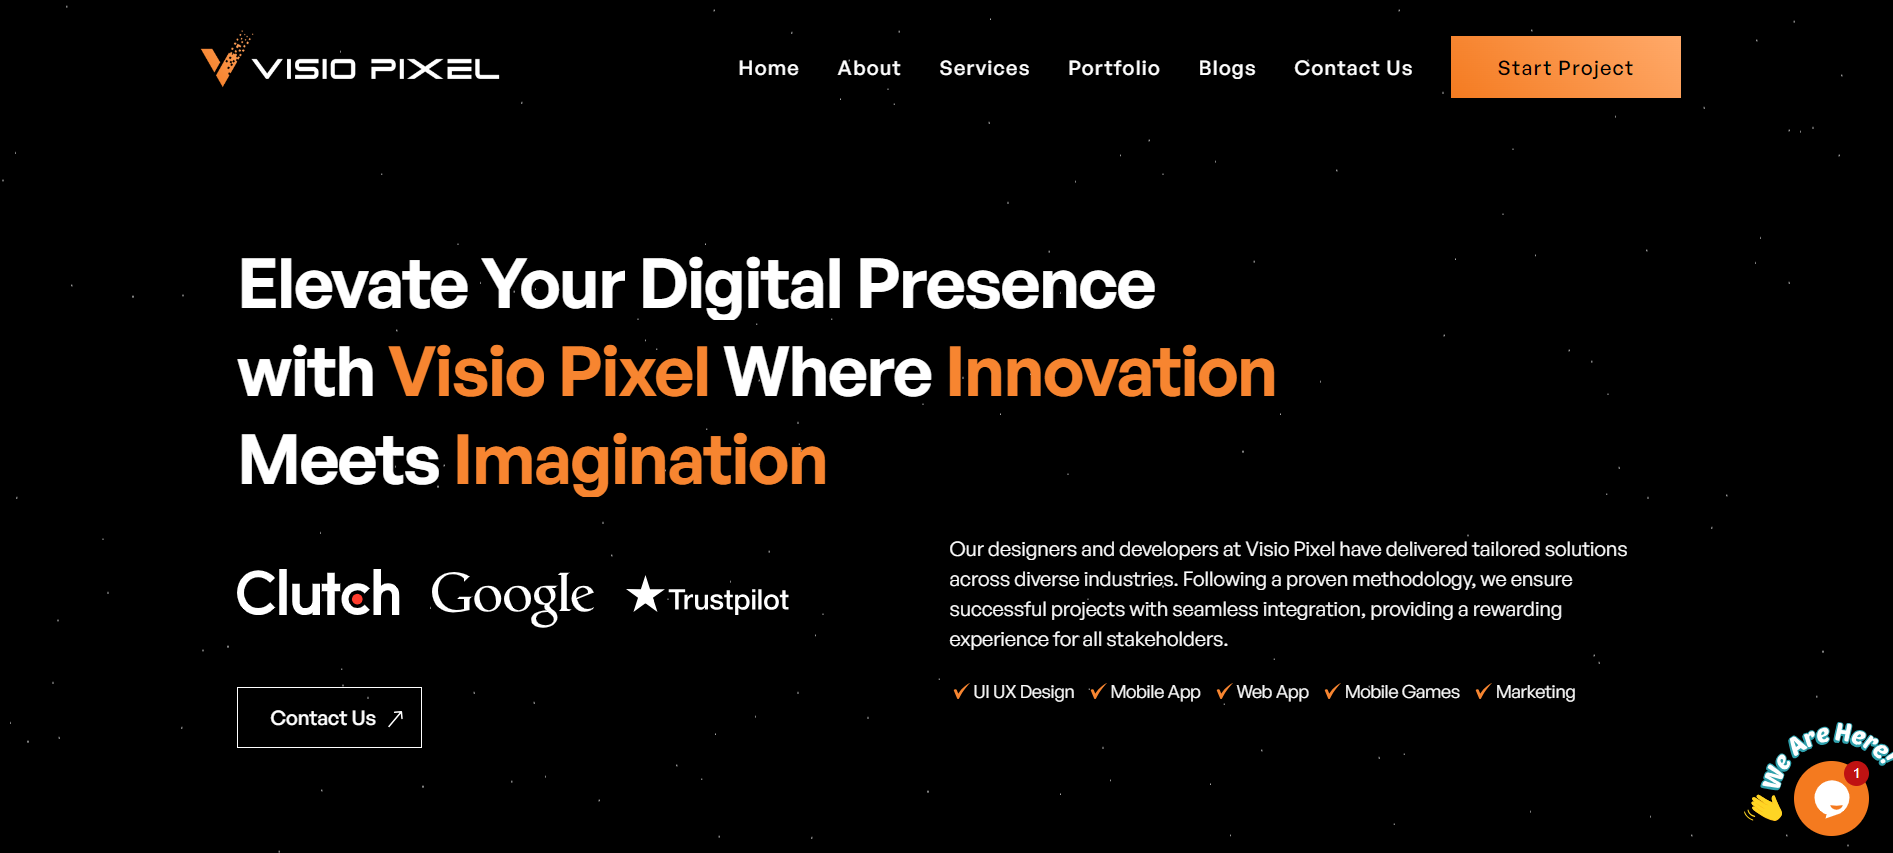 VISIO PIXEL
Home About Services Portfolio Blogs Contact Us Start Project
Elevate Your Digital Presence
with Visio Pixel Where Innovation
Meets Imagination
Clutch Google Trustpilot
Our designers and developers at Visio Pixel have delivered tailored solutions
across diverse industries. Following a proven methodology, we ensure
successful projects with seamless integration, providing a rewarding
experience for all stakeholders.
UI UX Design Mobile App Web App Mobile Games Marketing
Contact Us
We Are Here!
1